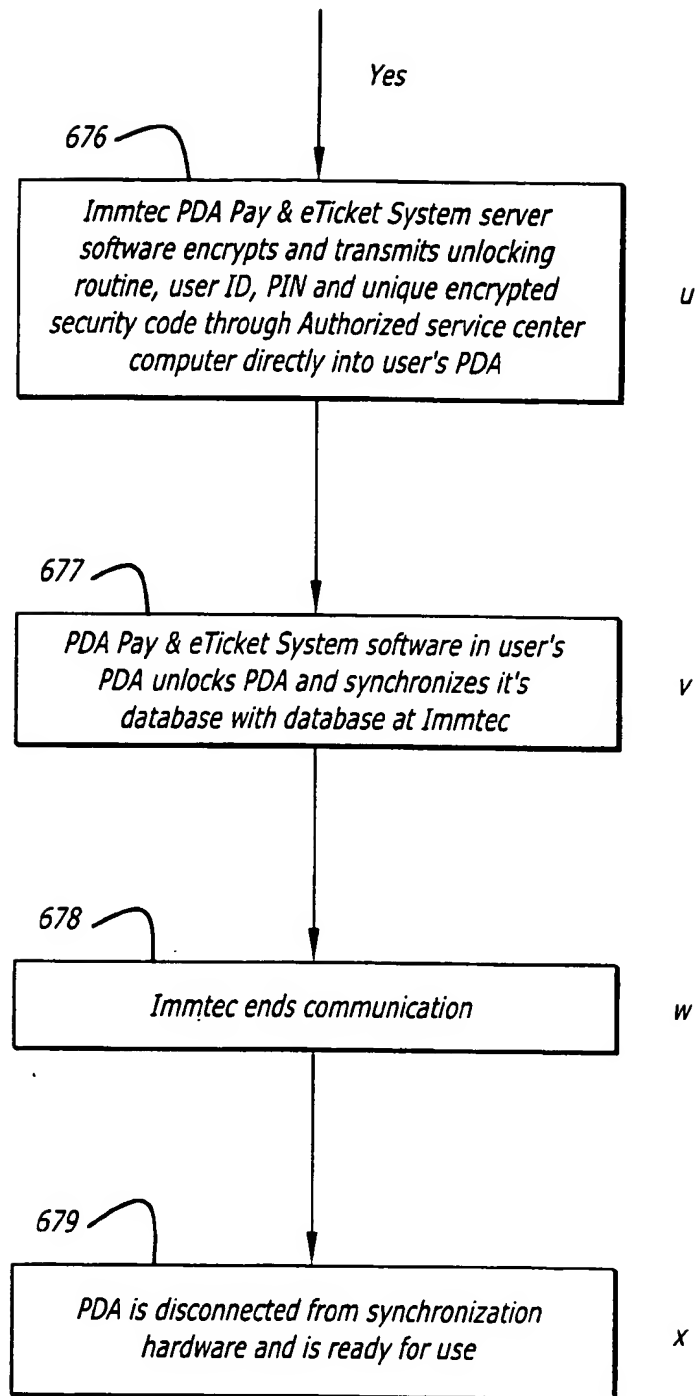 Yes
676
Immtec PDA Pay & eTicket System server
software encrypts and transmits unlocking
routine, user ID, PIN and unique encrypted
security code through Authorized service center
computer directly into user's PDA
u
677
PDA Pay & eTicket System software in user's
PDA unlocks PDA and synchronizes it's
database with database at Immtec
v
678
Immtec ends communication
w
679
PDA is disconnected from synchronization
hardware and is ready for use
x